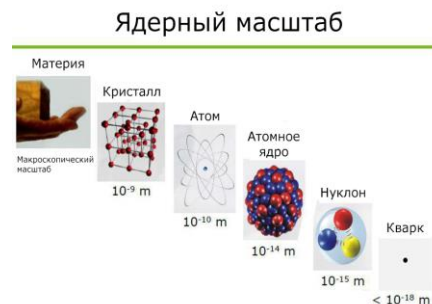 Ядерный масштаб
Материя
Макроскопический
масштаб
Кристалл
10⁻⁹ m
Атом
10⁻¹⁰ m
Атомное
ядро
10⁻¹⁴ m
Нуклон
10⁻¹⁵ m
Кварк
< 10⁻¹⁸ m